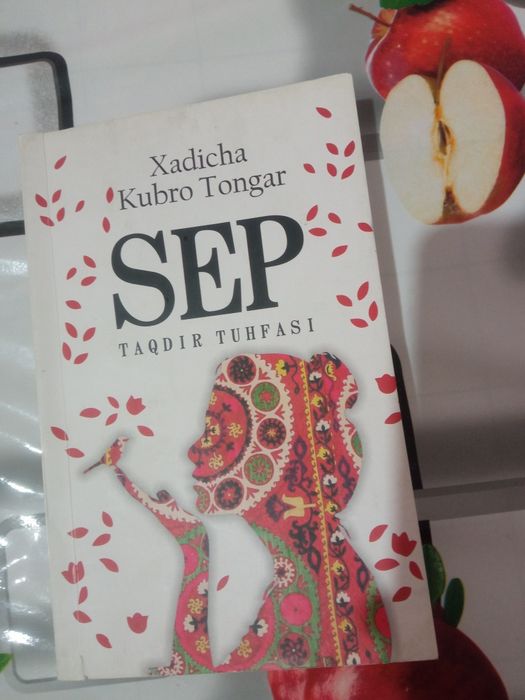 Xadicha
Kubro Tongar
SEP
TAQDIR TUHFASI